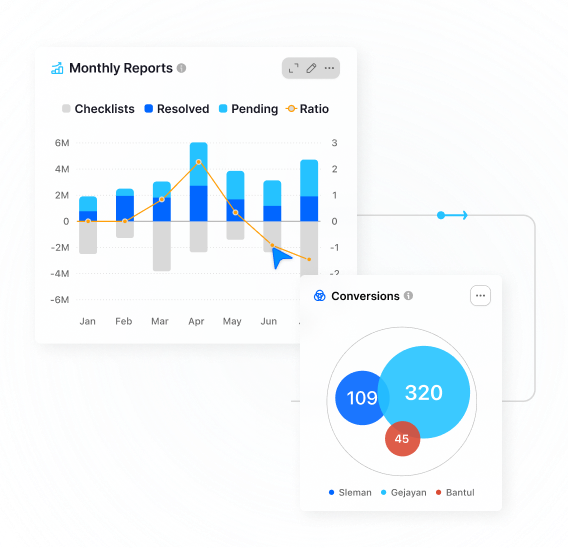 Monthly Reports
Checklists Resolved Pending Ratio
6M 3
4M 2
2M 1
0 0
-2M -1
-4M -2
-6M
Jan Feb Mar Apr May Jun
Conversions
109 320
45
Sleman Gejayan Bantul